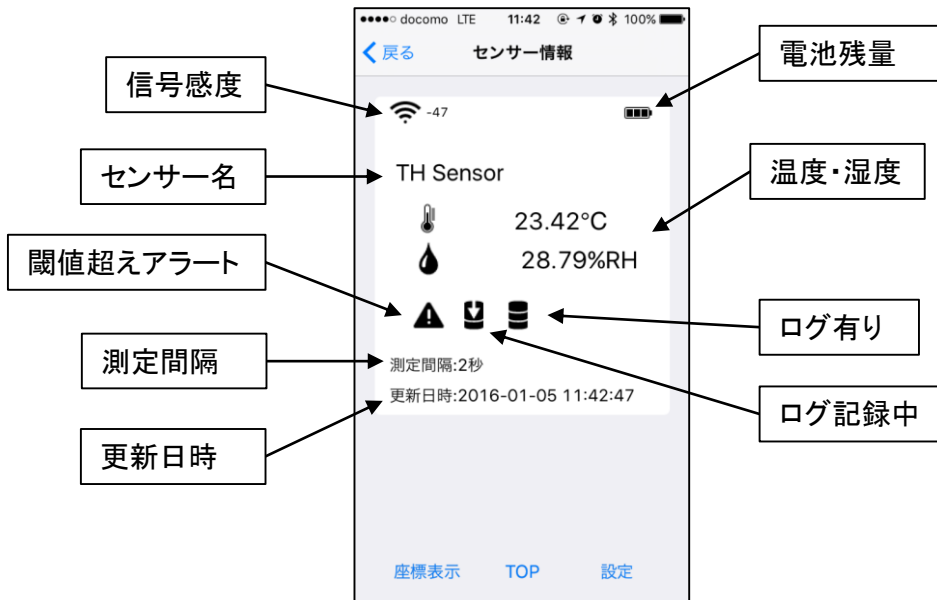 ●●●●○ docomo LTE 11:42 100%
戻る センサー情報
電池残量
信号感度
-47
センサー名
TH Sensor
温度・湿度
23.42°C
28.79%RH
閾値超えアラート
ログ有り
測定間隔
測定間隔:2秒
更新日時:2016-01-05 11:42:47
ログ記録中
更新日時
座標表示 TOP 設定